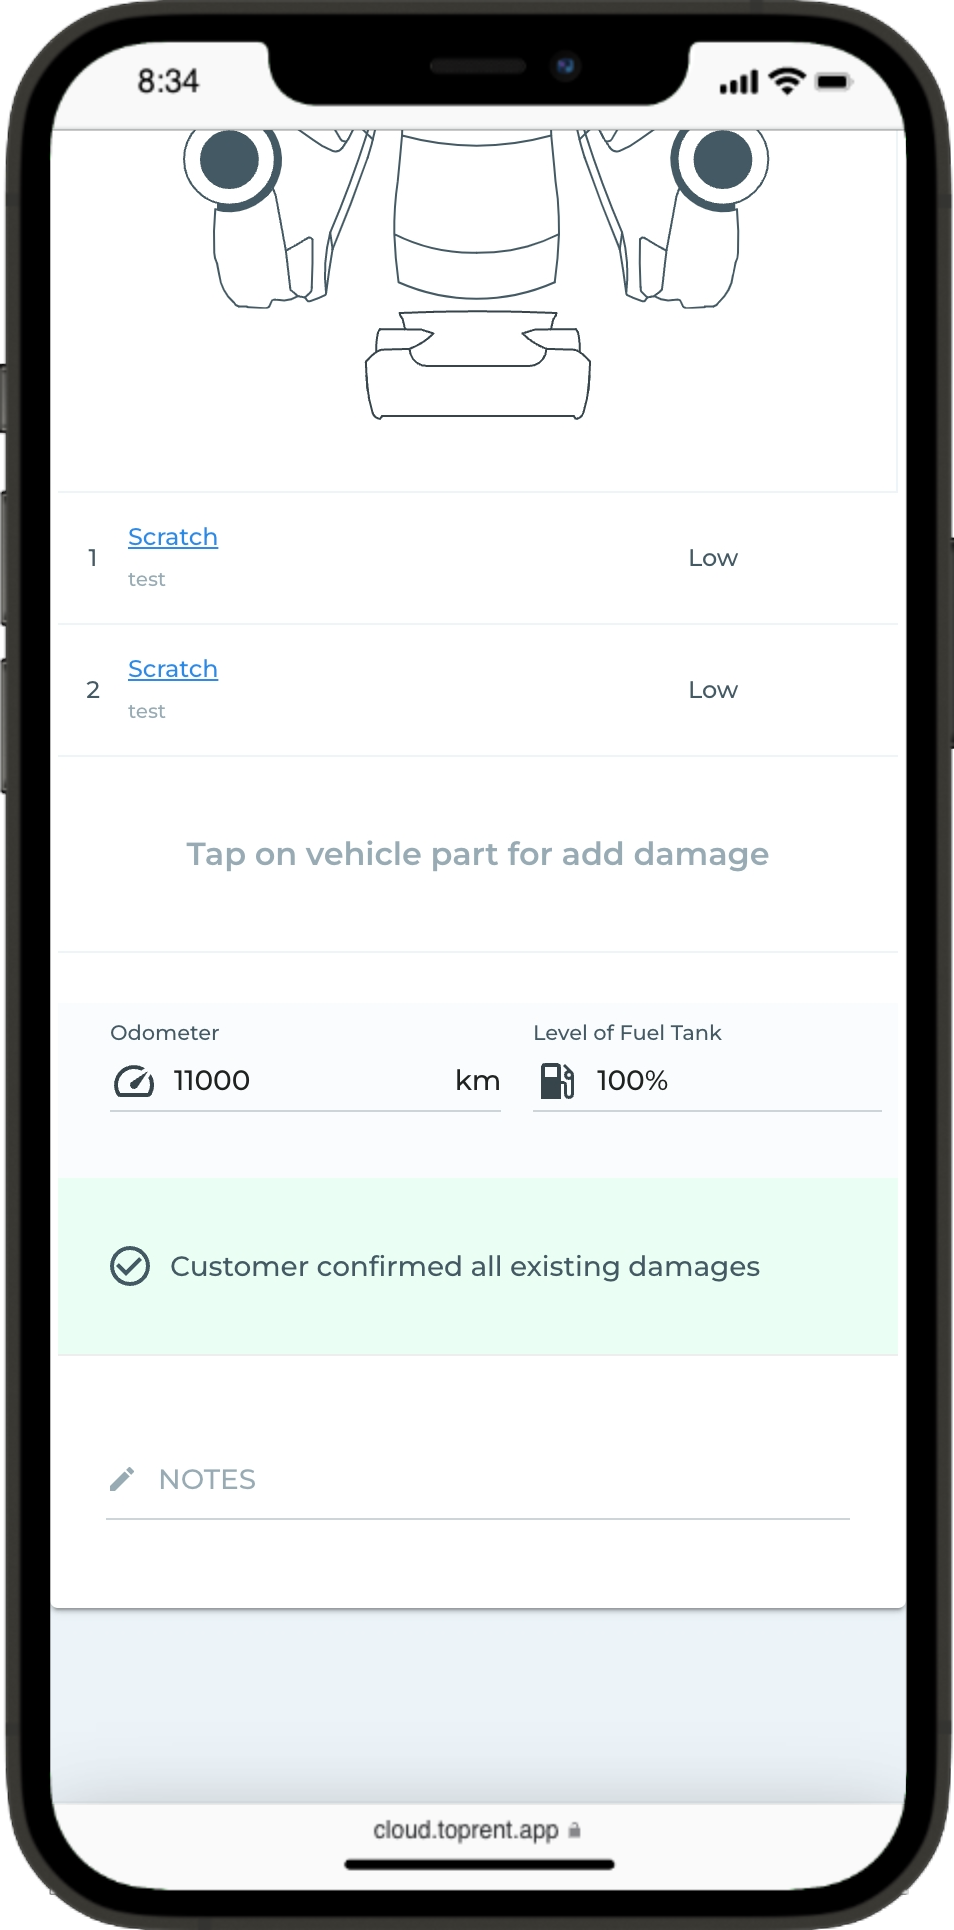 8:34
1
Scratch
test
Low
2
Scratch
test
Low
Tap on vehicle part for add damage
Odometer
11000 km
Level of Fuel Tank
100%
Customer confirmed all existing damages
NOTES
cloud.toprent.app